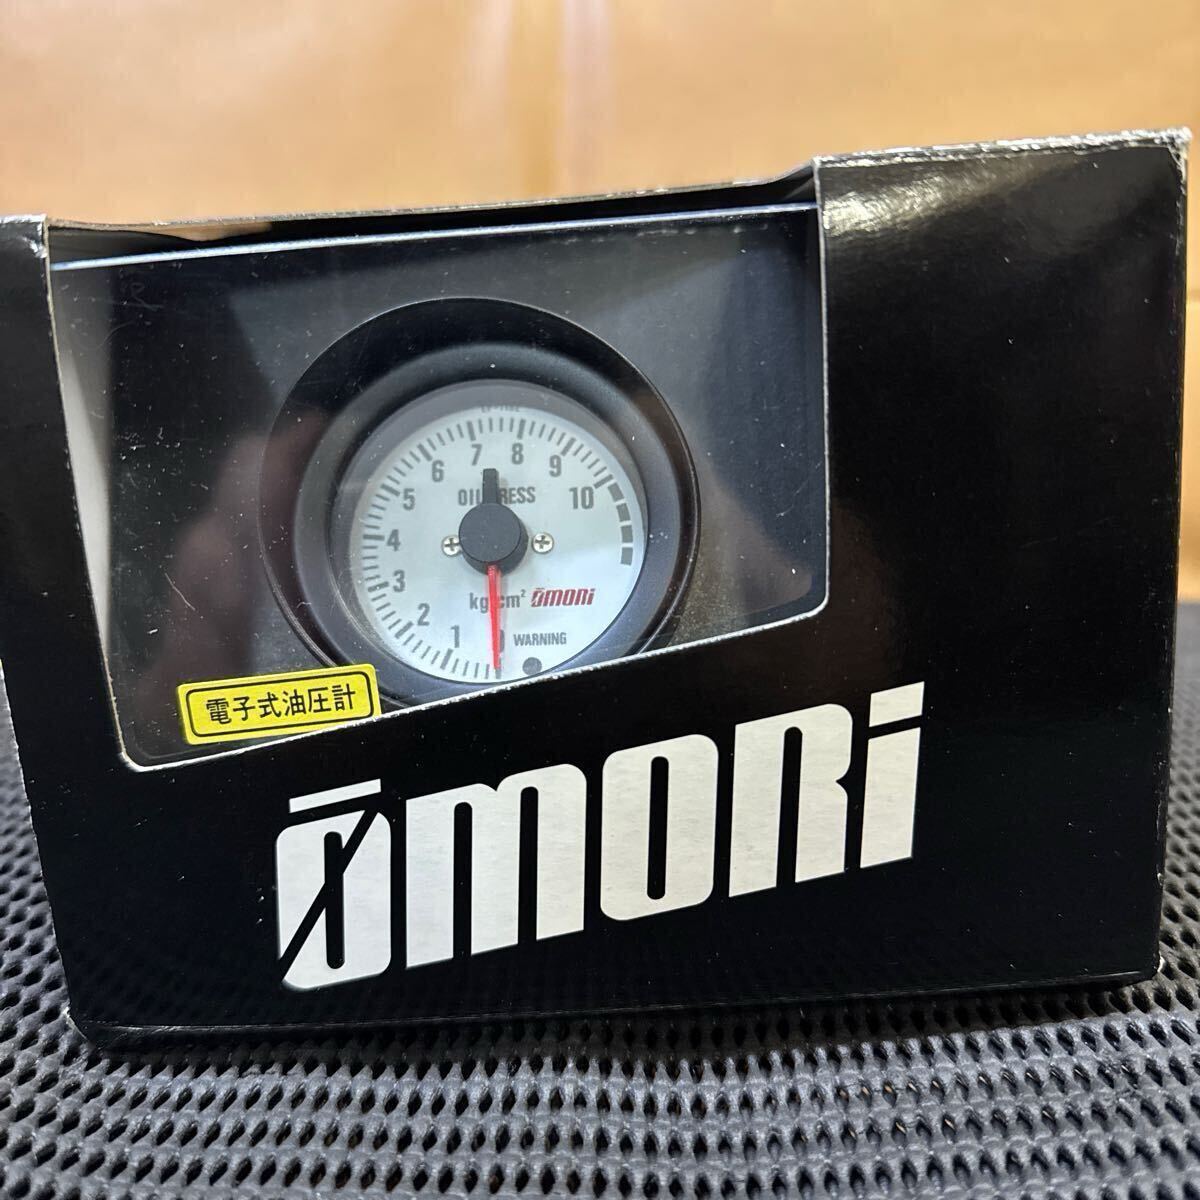 7 8
6 9
5 OIL PRESS 10
4
3 kg/cm² ōmori
2
1 0 WARNING
電子式油圧計
ōmori